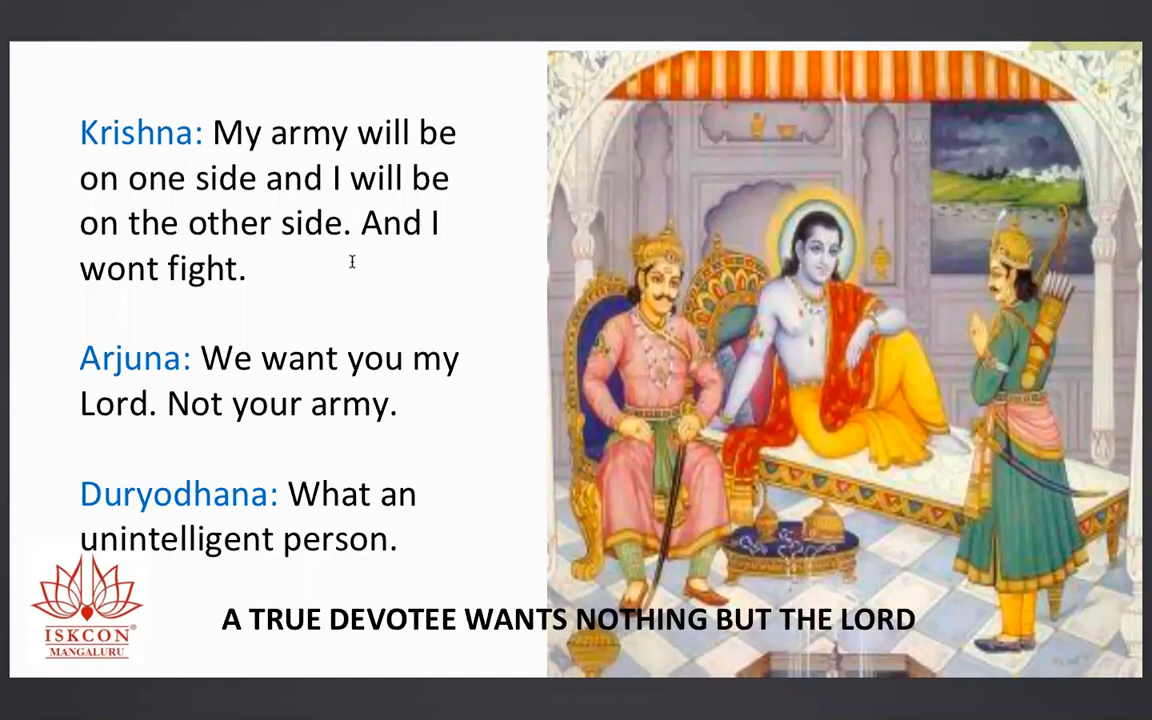 Krishna: My army will be
on one side and I will be
on the other side. And I
wont fight.
Arjuna: We want you my
Lord. Not your army.
Duryodhana: What an
unintelligent person.
ISKCON®
MANGALURU
A TRUE DEVOTEE WANTS NOTHING BUT THE LORD